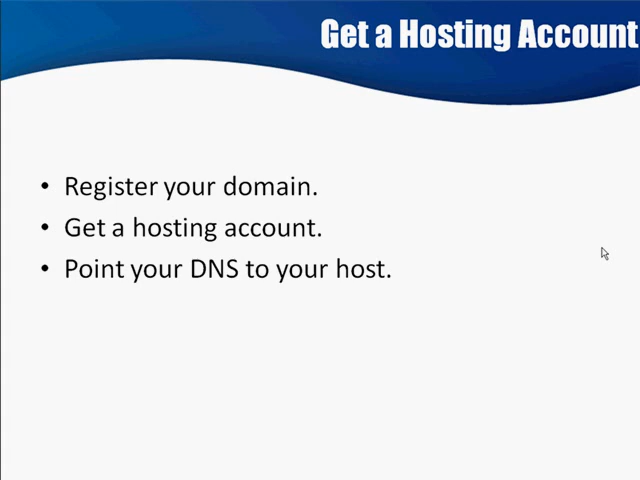 Get a Hosting Account
• Register your domain.
• Get a hosting account.
• Point your DNS to your host.